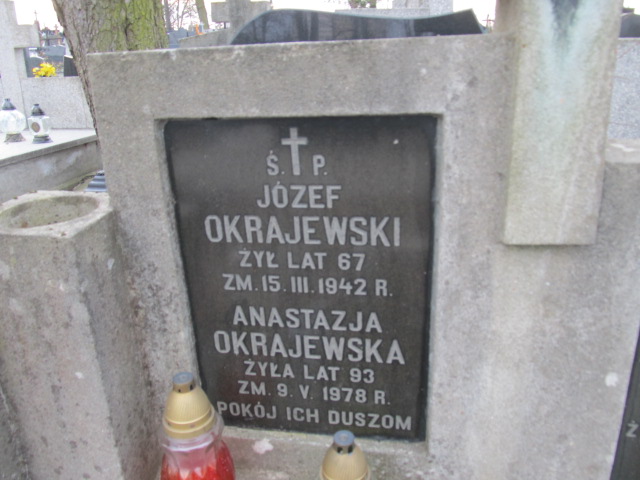 Ś. P.
JÓZEF
OKRAJEWSKI
ŻYŁ LAT 67
ZM. 15. III. 1942 R.
ANASTAZJA
OKRAJEWSKA
ŻYŁA LAT 93
ZM. 9. V. 1978 R.
POKÓJ ICH DUSZOM